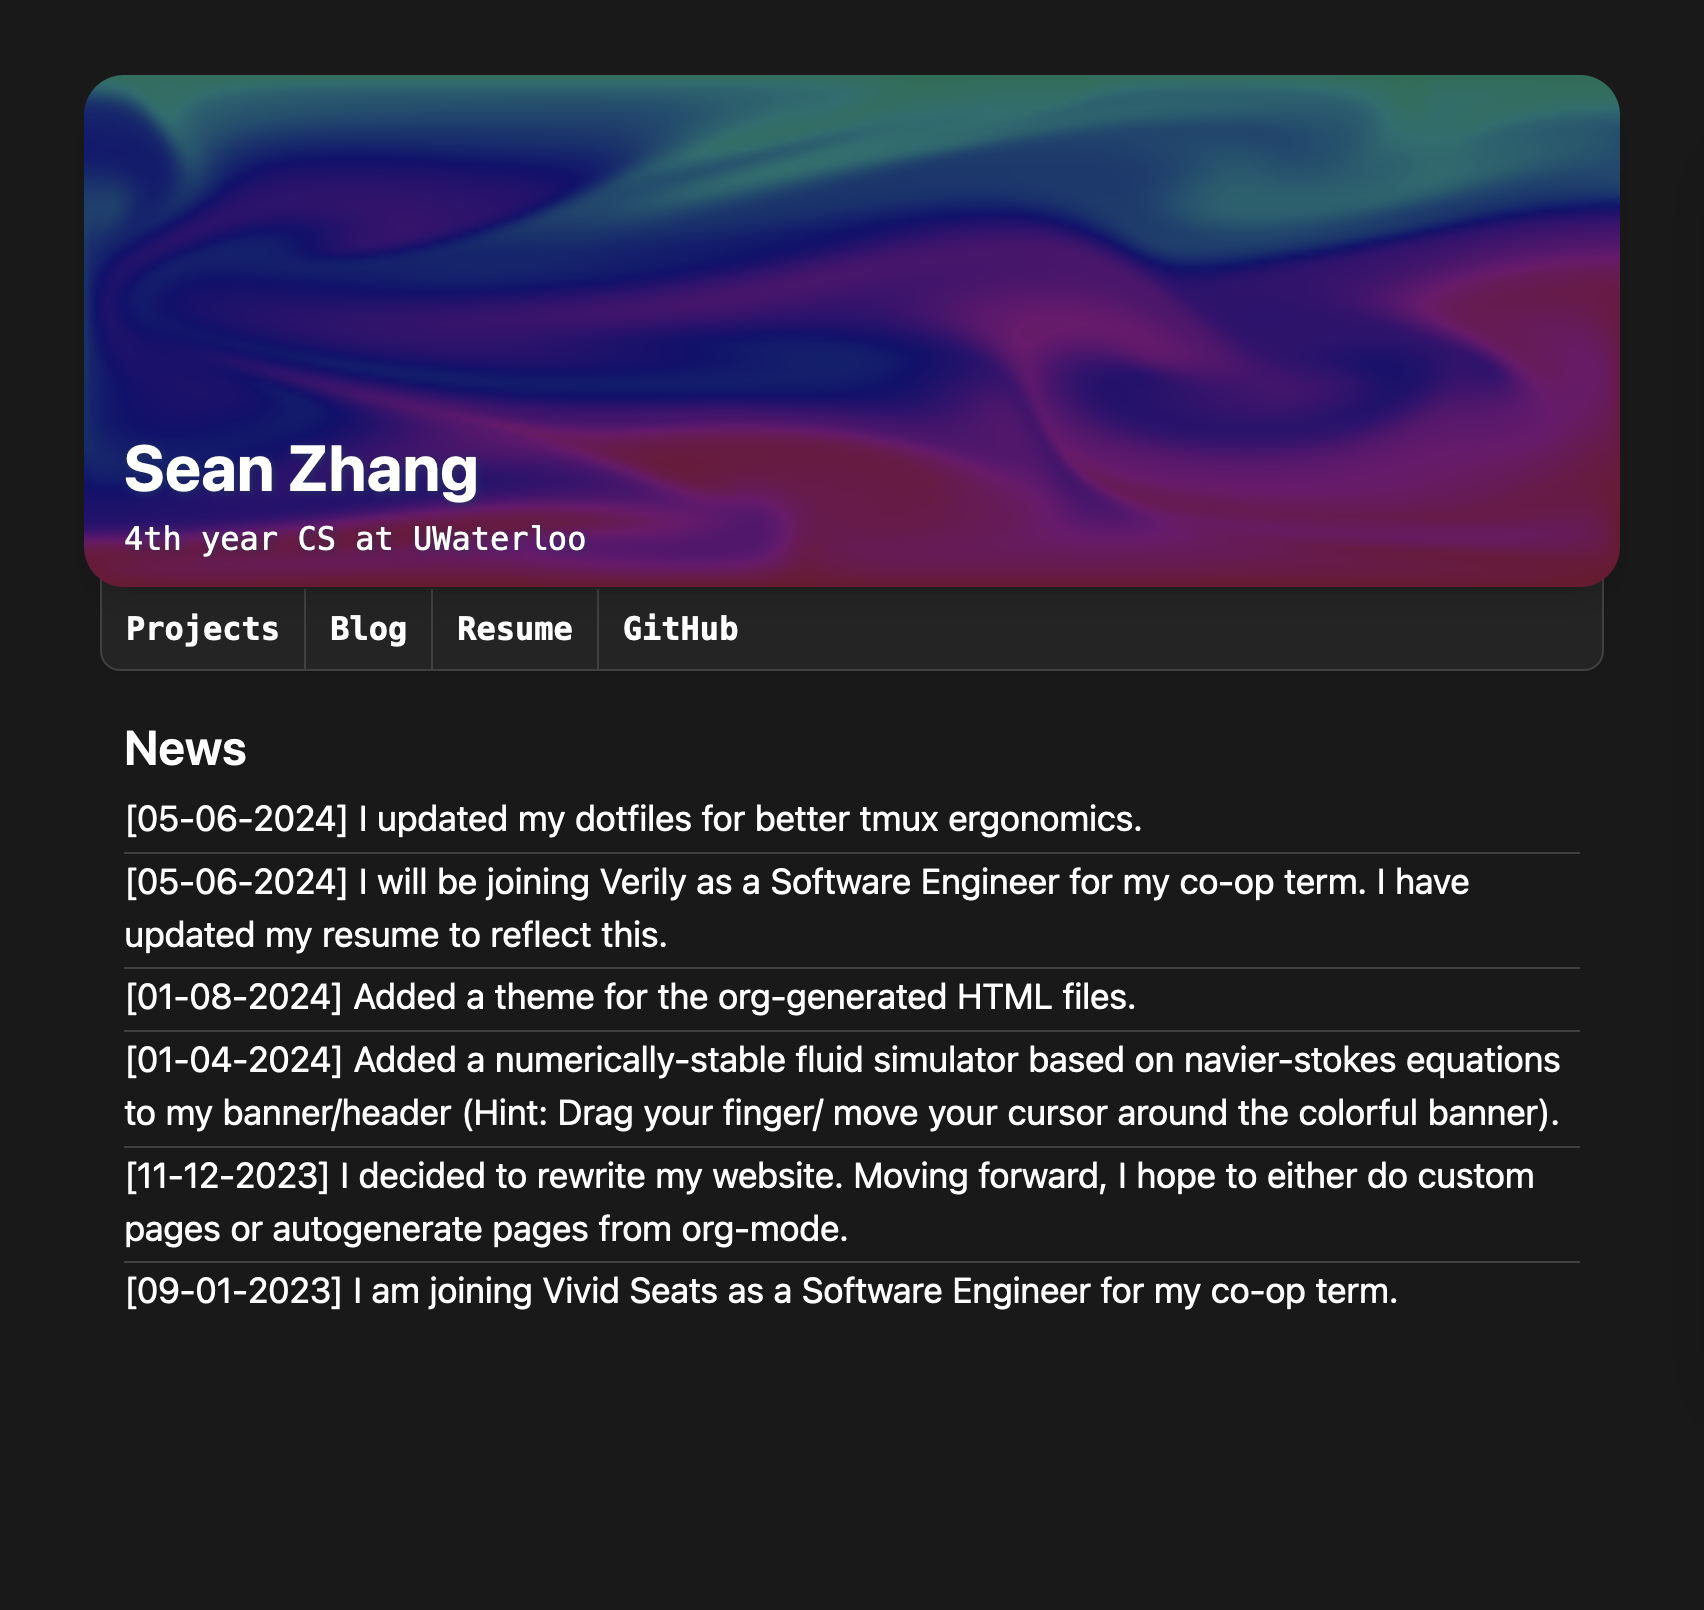 Sean Zhang
4th year CS at UWaterloo
Projects Blog Resume GitHub
News
[05-06-2024] I updated my dotfiles for better tmux ergonomics.
[05-06-2024] I will be joining Verily as a Software Engineer for my co-op term. I have
updated my resume to reflect this.
[01-08-2024] Added a theme for the org-generated HTML files.
[01-04-2024] Added a numerically-stable fluid simulator based on navier-stokes equations
to my banner/header (Hint: Drag your finger/ move your cursor around the colorful banner).
[11-12-2023] I decided to rewrite my website. Moving forward, I hope to either do custom
pages or autogenerate pages from org-mode.
[09-01-2023] I am joining Vivid Seats as a Software Engineer for my co-op term.